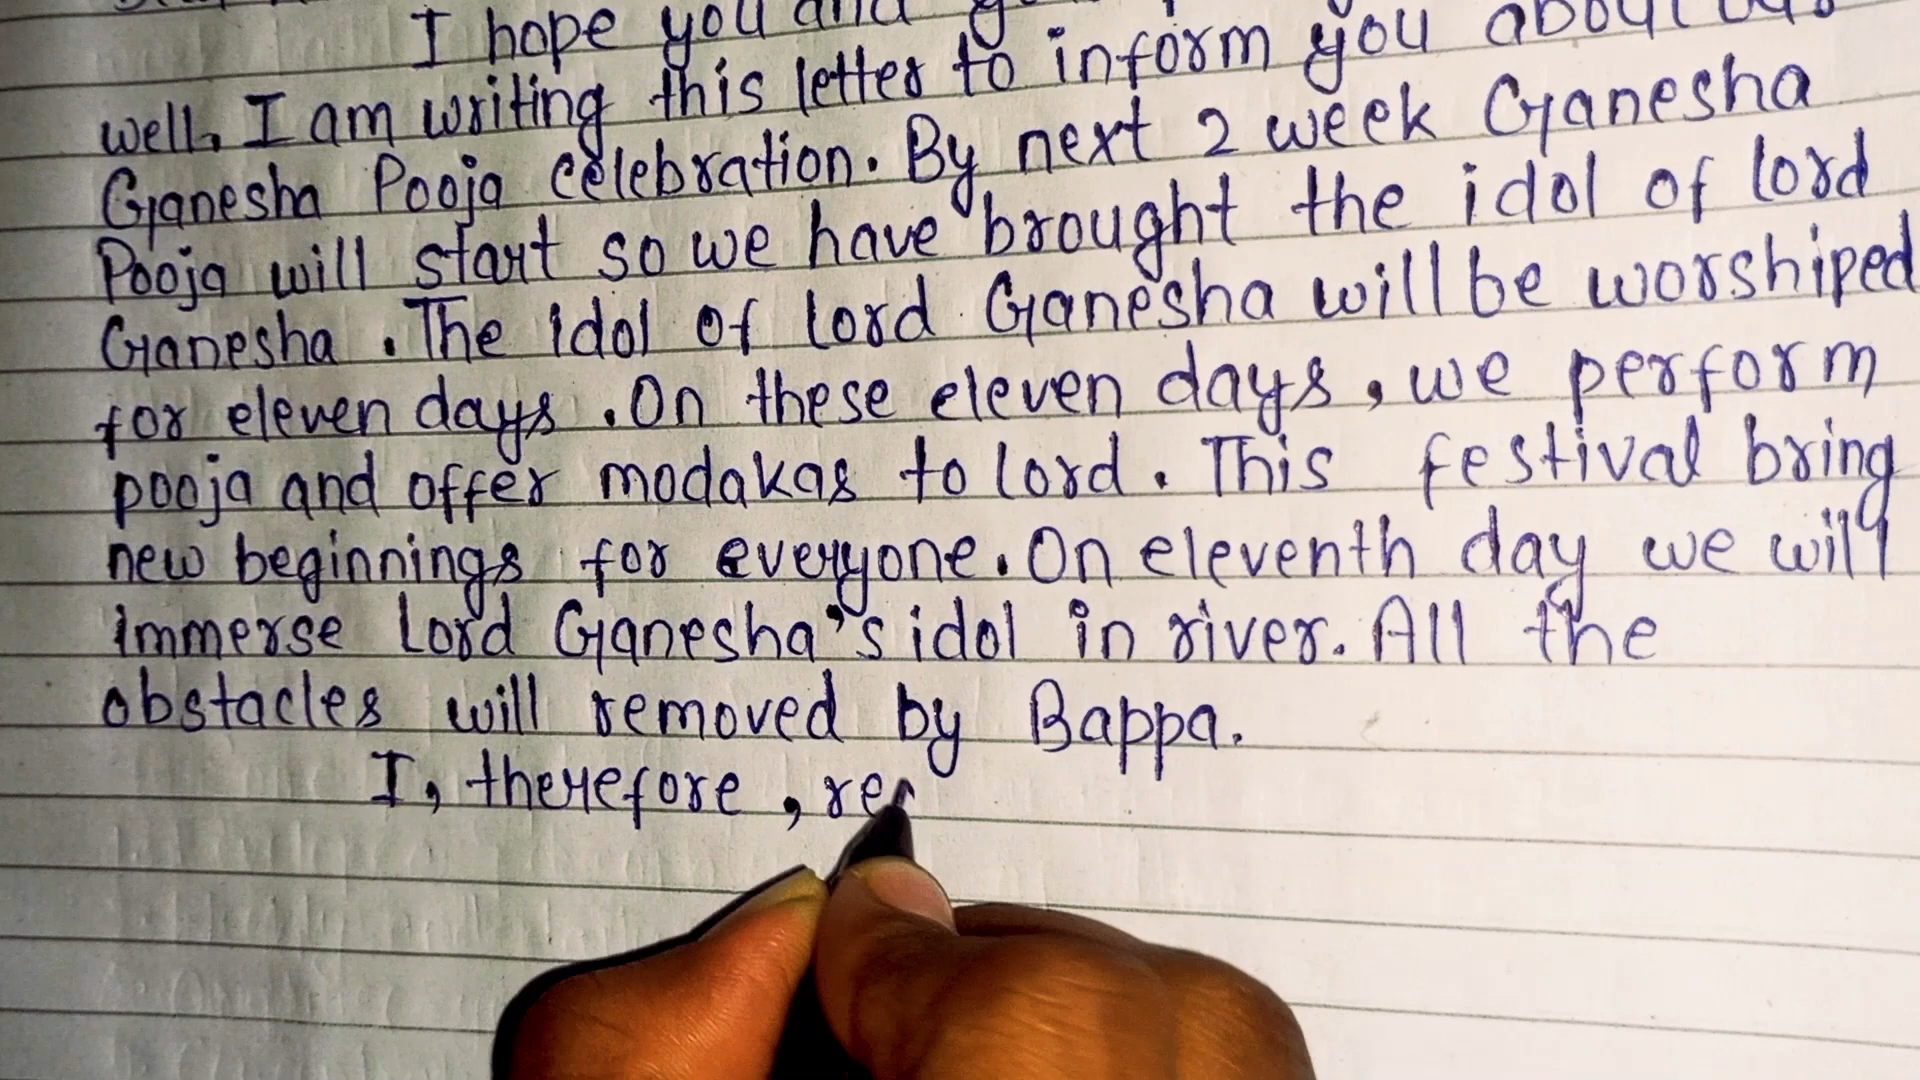 I hope you and
well. I am writing this letter to inform you about our
Ganesha Pooja celebration. By next 2 week Ganesha
Pooja will start so we have brought the idol of lord
Ganesha. The idol of lord Ganesha will be worshiped
for eleven days. On these eleven days, we perform
pooja and offer modakas to lord. This festival bring
new beginnings for everyone. On eleventh day we will
immerse Lord Ganesha's idol in river. All the
obstacles will removed by Bappa.
I, therefore, re